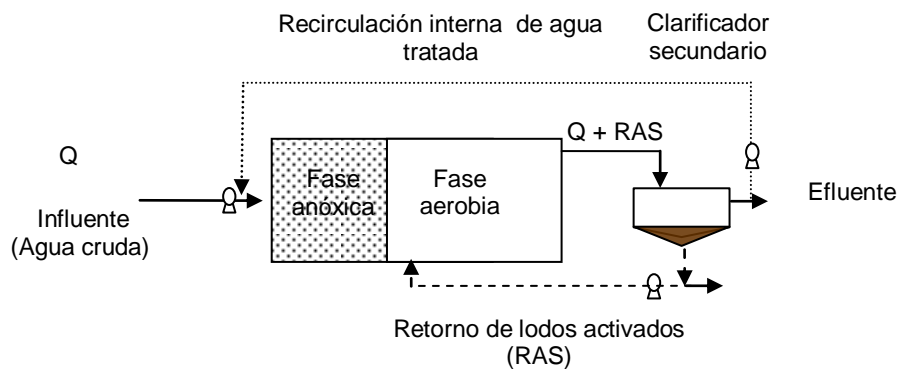 Recirculación interna de agua
tratada
Clarificador
secundario
Q
Q + RAS
Fase
anóxica
Fase
aerobia
Efluente
Influente
(Agua cruda)
Retorno de lodos activados
(RAS)